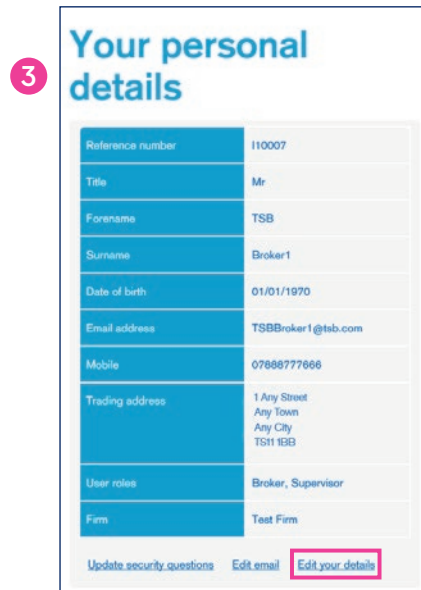 3
Your personal
details
Reference number I10007
Title Mr
Forename TSB
Surname Broker1
Date of birth 01/01/1970
Email address TSBBroker1@tsb.com
Mobile 07888777666
Trading address 1 Any Street
Any Town
Any City
TS11 1BB
User roles Broker, Supervisor
Firm Test Firm
Update security questions Edit email Edit your details